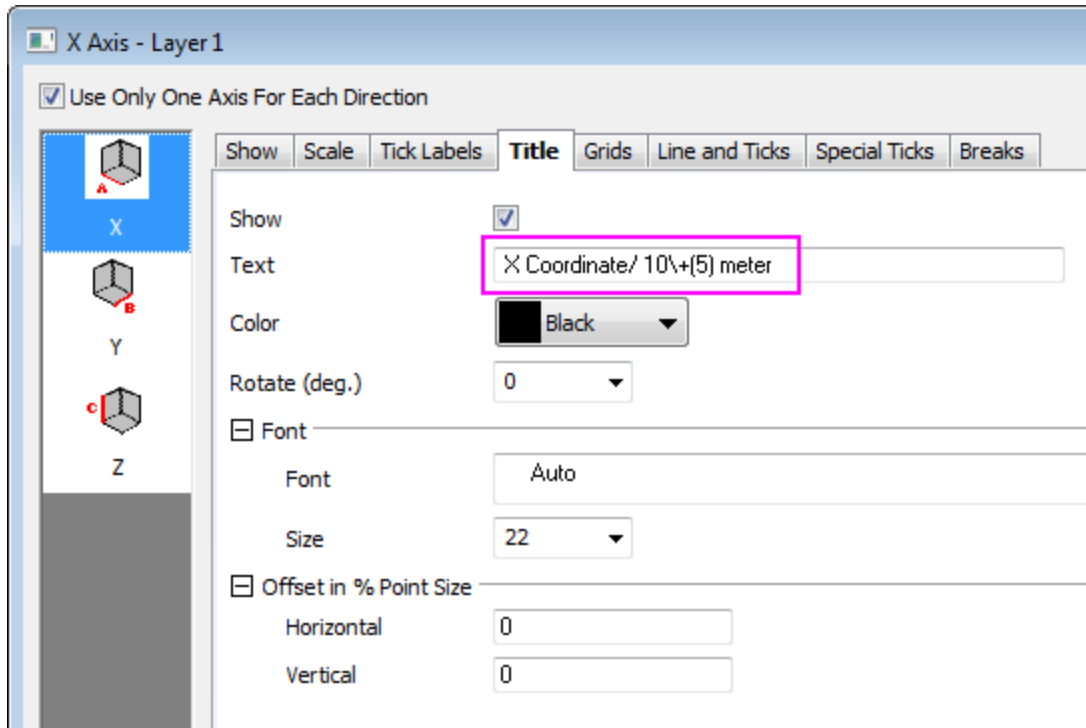 X Axis - Layer 1
Use Only One Axis For Each Direction
Show Scale Tick Labels Title Grids Line and Ticks Special Ticks Breaks
A
X
B
Y
C
Z
Show
Text X Coordinate/ 10\+(5) meter
Color Black
Rotate (deg.) 0
Font
Font Auto
Size 22
Offset in % Point Size
Horizontal 0
Vertical 0